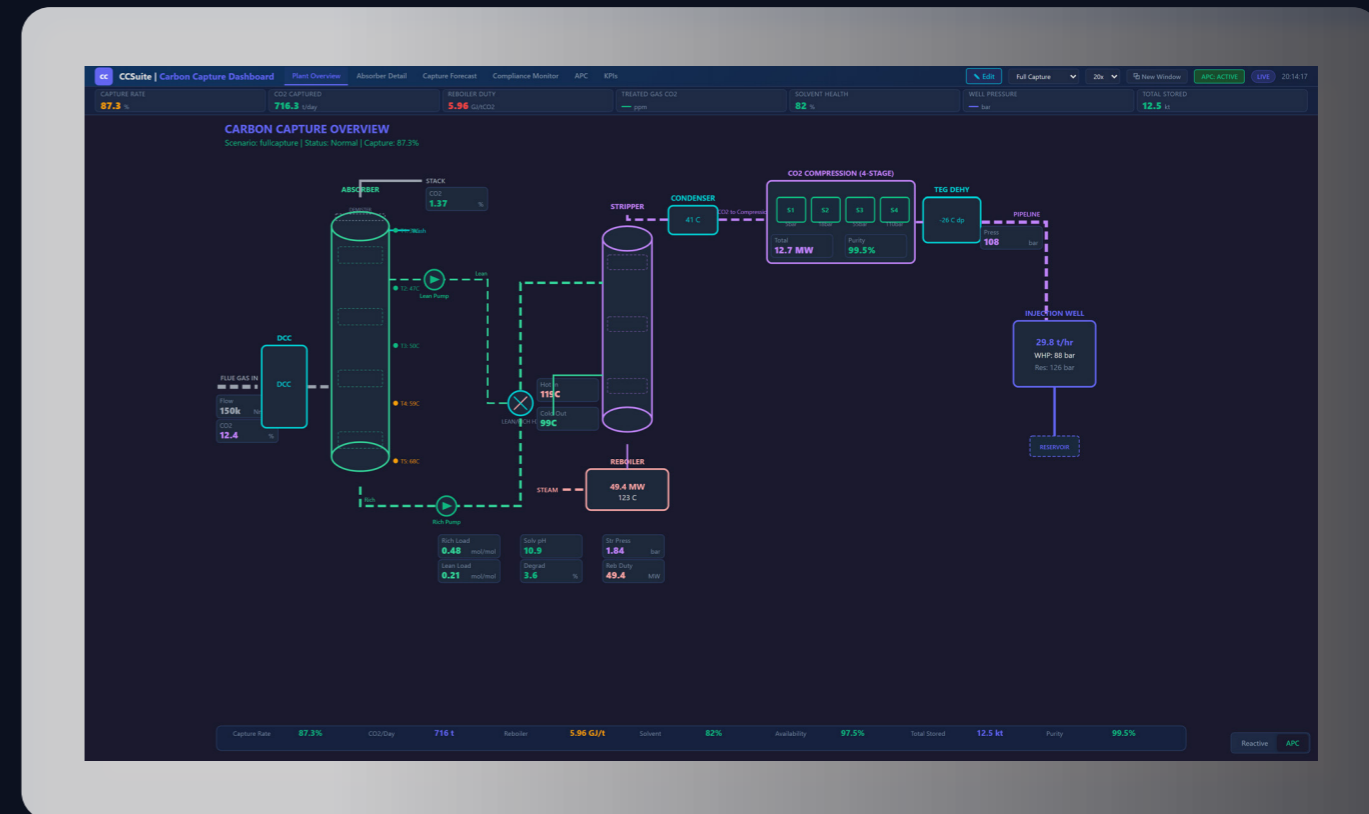 cc CCSuite | Carbon Capture Dashboard Plant Overview Absorber Detail Capture Forecast Compliance Monitor APC KPIs Edit Full Capture 20x New Window APC: ACTIVE LIVE 20:14:17
CAPTURE RATE CO2 CAPTURED REBOILER DUTY TREATED GAS CO2 SOLVENT HEALTH WELL PRESSURE TOTAL STORED
87.3 % 716.3 t/day 5.96 GJ/tCO2 — ppm 82 % — bar 12.5 kt
CARBON CAPTURE OVERVIEW
Scenario: fullcapture | Status: Normal | Capture: 87.3%
STACK
CO2
1.37 %
ABSORBER
T2: 47C
T3: 50C
T4: 59C
T5: 68C
Lean
Lean Pump
DCC
DCC
FLUE GAS IN
Flow
150k
CO2
12.4 %
Rich
Rich Pump
STRIPPER
CONDENSER
41 C
CO2 to Compressio
CO2 COMPRESSION (4-STAGE)
S1 S2 S3 S4
Total
12.7 MW
Purity
99.5%
TEG DEHY
-26 C dp
PIPELINE
Press
108 bar
INJECTION WELL
29.8 t/hr
WHP: 88 bar
Res: 126 bar
RESERVOIR
Hot In
119C
Cold Out
99C
REBOILER
STEAM
49.4 MW
123 C
Rich Load
0.48 mol/mol
Solv pH
10.9
Str Press
1.84 bar
Lean Load
0.21 mol/mol
Degrad
3.6 %
Reb Duty
49.4 MW
Capture Rate 87.3% CO2/Day 716 t Reboiler 5.96 GJ/t Solvent 82% Availability 97.5% Total Stored 12.5 kt Purity 99.5%
Reactive APC